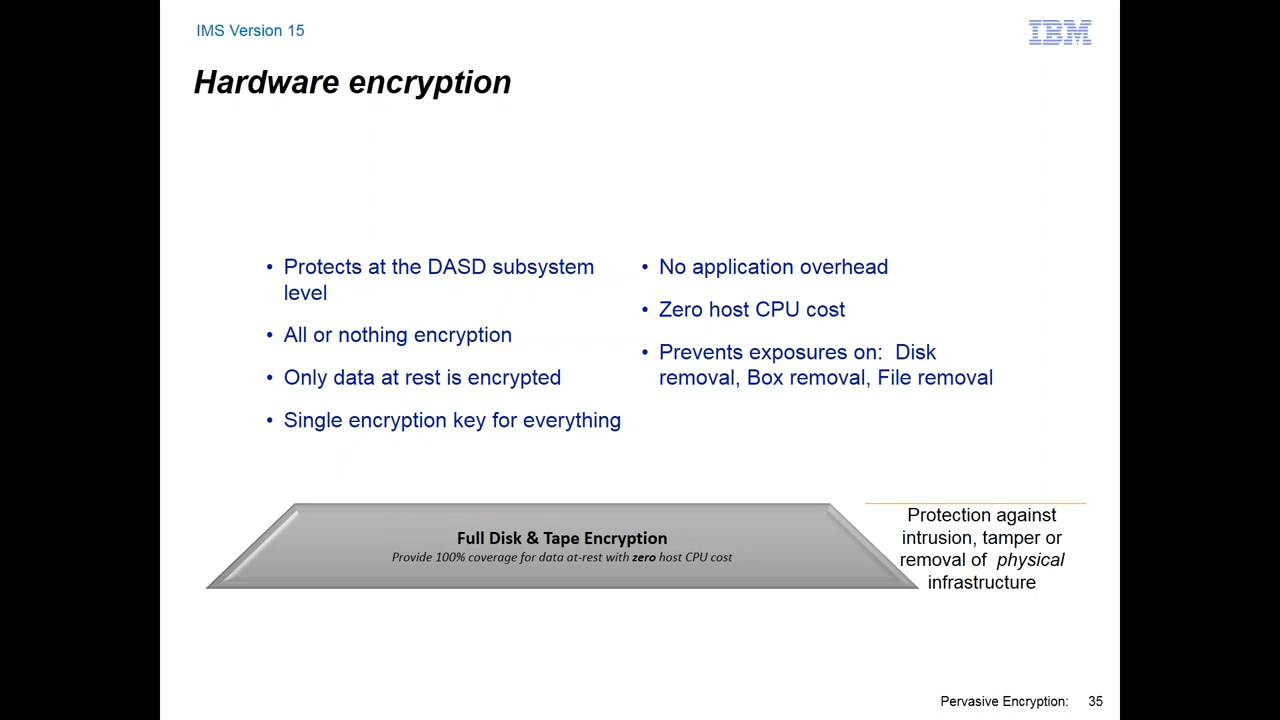 IMS Version 15
IBM
Hardware encryption
• Protects at the DASD subsystem
level
• All or nothing encryption
• Only data at rest is encrypted
• Single encryption key for everything
• No application overhead
• Zero host CPU cost
• Prevents exposures on:  Disk
removal, Box removal, File removal
Full Disk & Tape Encryption
Provide 100% coverage for data at-rest with zero host CPU cost
Protection against
intrusion, tamper or
removal of  physical
infrastructure
Pervasive Encryption:  35